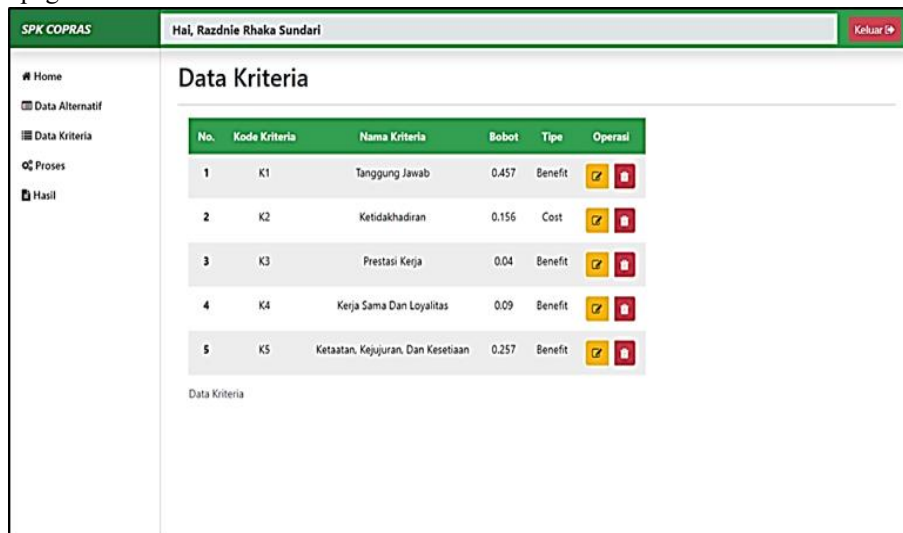 SPK COPRAS
Hai, Razdnie Rhaka Sundari
Keluar
Home
Data Alternatif
Data Kriteria
Proses
Hasil
Data Kriteria
No. Kode Kriteria Nama Kriteria Bobot Tipe Operasi
1 K1 Tanggung Jawab 0.457 Benefit
2 K2 Ketidakhadiran 0.156 Cost
3 K3 Prestasi Kerja 0.04 Benefit
4 K4 Kerja Sama Dan Loyalitas 0.09 Benefit
5 K5 Ketaatan, Kejujuran, Dan Kesetiaan 0.257 Benefit
Data Kriteria